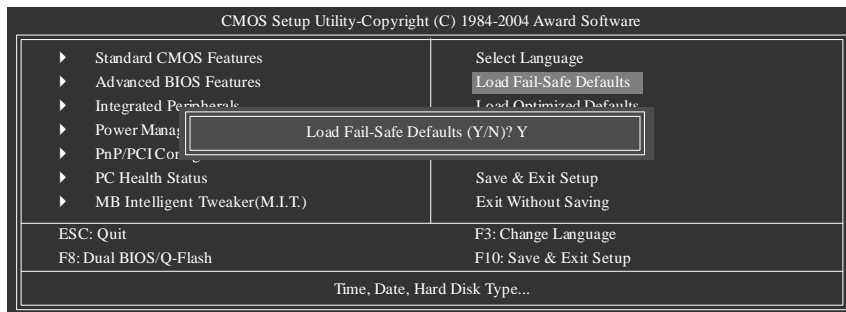 CMOS Setup Utility-Copyright (C) 1984-2004 Award Software
Standard CMOS Features
Advanced BIOS Features
Integrated Peripherals
Power Manag
PnP/PCI
PC Health Status
MB Intelligent Tweaker(M.I.T.)
Select Language
Load Fail-Safe Defaults
Load Optimized Defaults
Save & Exit Setup
Exit Without Saving
Load Fail-Safe Defaults (Y/N)? Y
ESC: Quit
F3: Change Language
F8: Dual BIOS/Q-Flash
F10: Save & Exit Setup
Time, Date, Hard Disk Type...